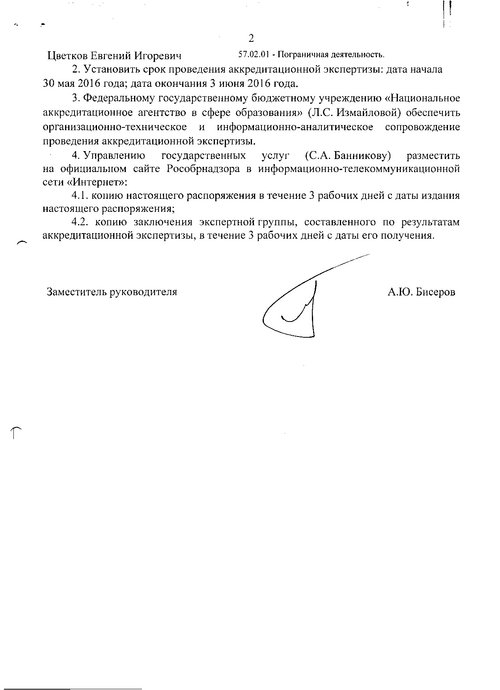 2
Цветков Евгений Игоревич 57.02.01 - Пограничная деятельность.
2. Установить срок проведения аккредитационной экспертизы: дата начала
30 мая 2016 года; дата окончания 3 июня 2016 года.
3. Федеральному государственному бюджетному учреждению «Национальное
аккредитационное агентство в сфере образования» (Л.С. Измайловой) обеспечить
организационно-техническое и информационно-аналитическое сопровождение
проведения аккредитационной экспертизы.
4. Управлению государственных услуг (С.А. Банникову) разместить
на официальном сайте Рособрнадзора в информационно-телекоммуникационной
сети «Интернет»:
4.1. копию настоящего распоряжения в течение 3 рабочих дней с даты издания
настоящего распоряжения;
4.2. копию заключения экспертной группы, составленного по результатам
аккредитационной экспертизы, в течение 3 рабочих дней с даты его получения.
Заместитель руководителя А.Ю. Бисеров